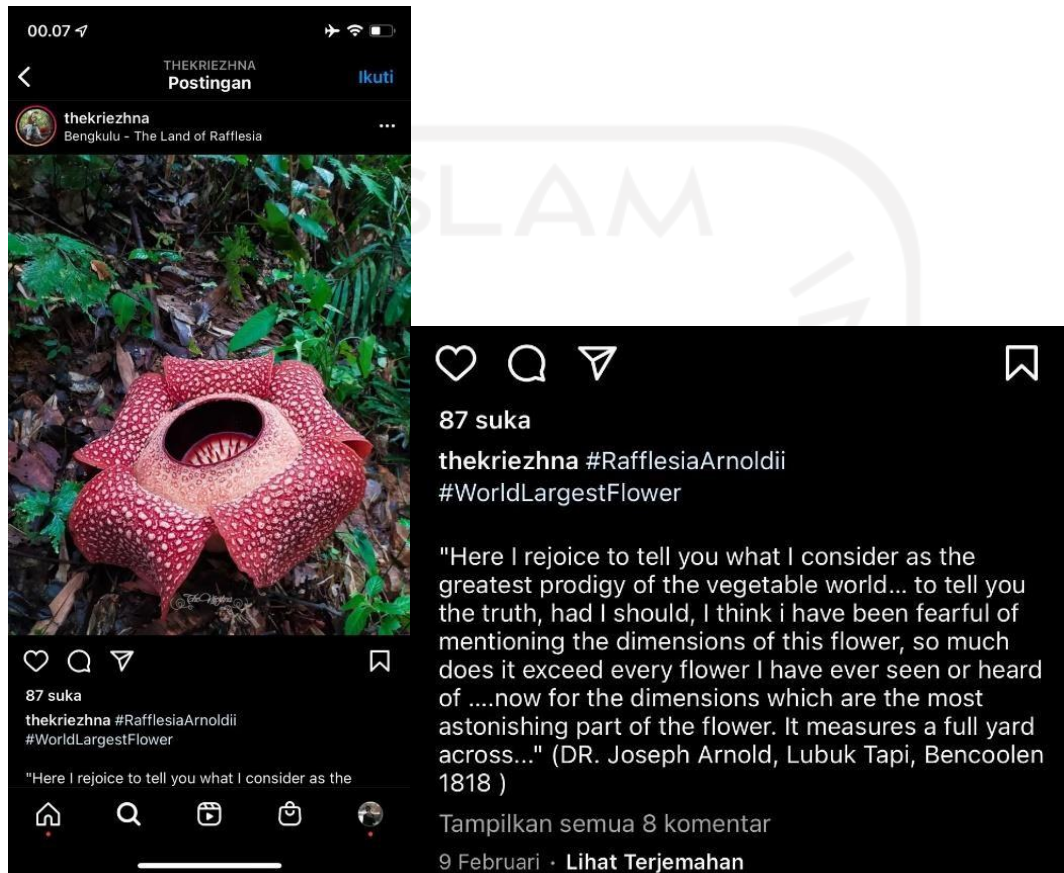 00.07
THEKRIEZHNA
Postingan
Ikuti
thekriezhna
Bengkulu - The Land of Rafflesia
87 suka
thekriezhna #RafflesiaArnoldii
#WorldLargestFlower
"Here I rejoice to tell you what I consider as the
SLAM
87 suka
thekriezhna #RafflesiaArnoldii
#WorldLargestFlower
"Here I rejoice to tell you what I consider as the
greatest prodigy of the vegetable world... to tell you
the truth, had I should, I think i have been fearful of
mentioning the dimensions of this flower, so much
does it exceed every flower I have ever seen or heard
of ....now for the dimensions which are the most
astonishing part of the flower. It measures a full yard
across..." (DR. Joseph Arnold, Lubuk Tapi, Bencoolen
1818 )
Tampilkan semua 8 komentar
9 Februari · Lihat Terjemahan